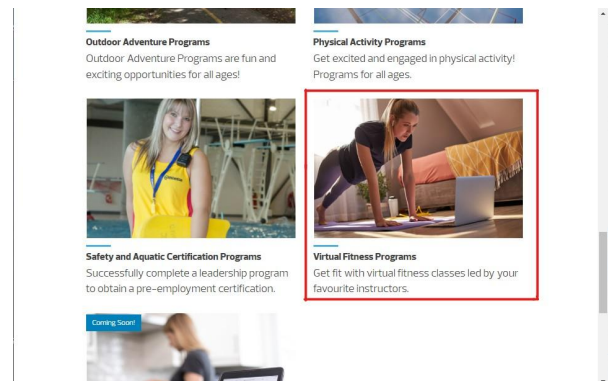 Outdoor Adventure Programs
Outdoor Adventure Programs are fun and
exciting opportunities for all ages!
Physical Activity Programs
Get excited and engaged in physical activity!
Programs for all ages.
Safety and Aquatic Certification Programs
Successfully complete a leadership program
to obtain a pre-employment certification.
Virtual Fitness Programs
Get fit with virtual fitness classes led by your
favourite instructors.
Coming Soon!